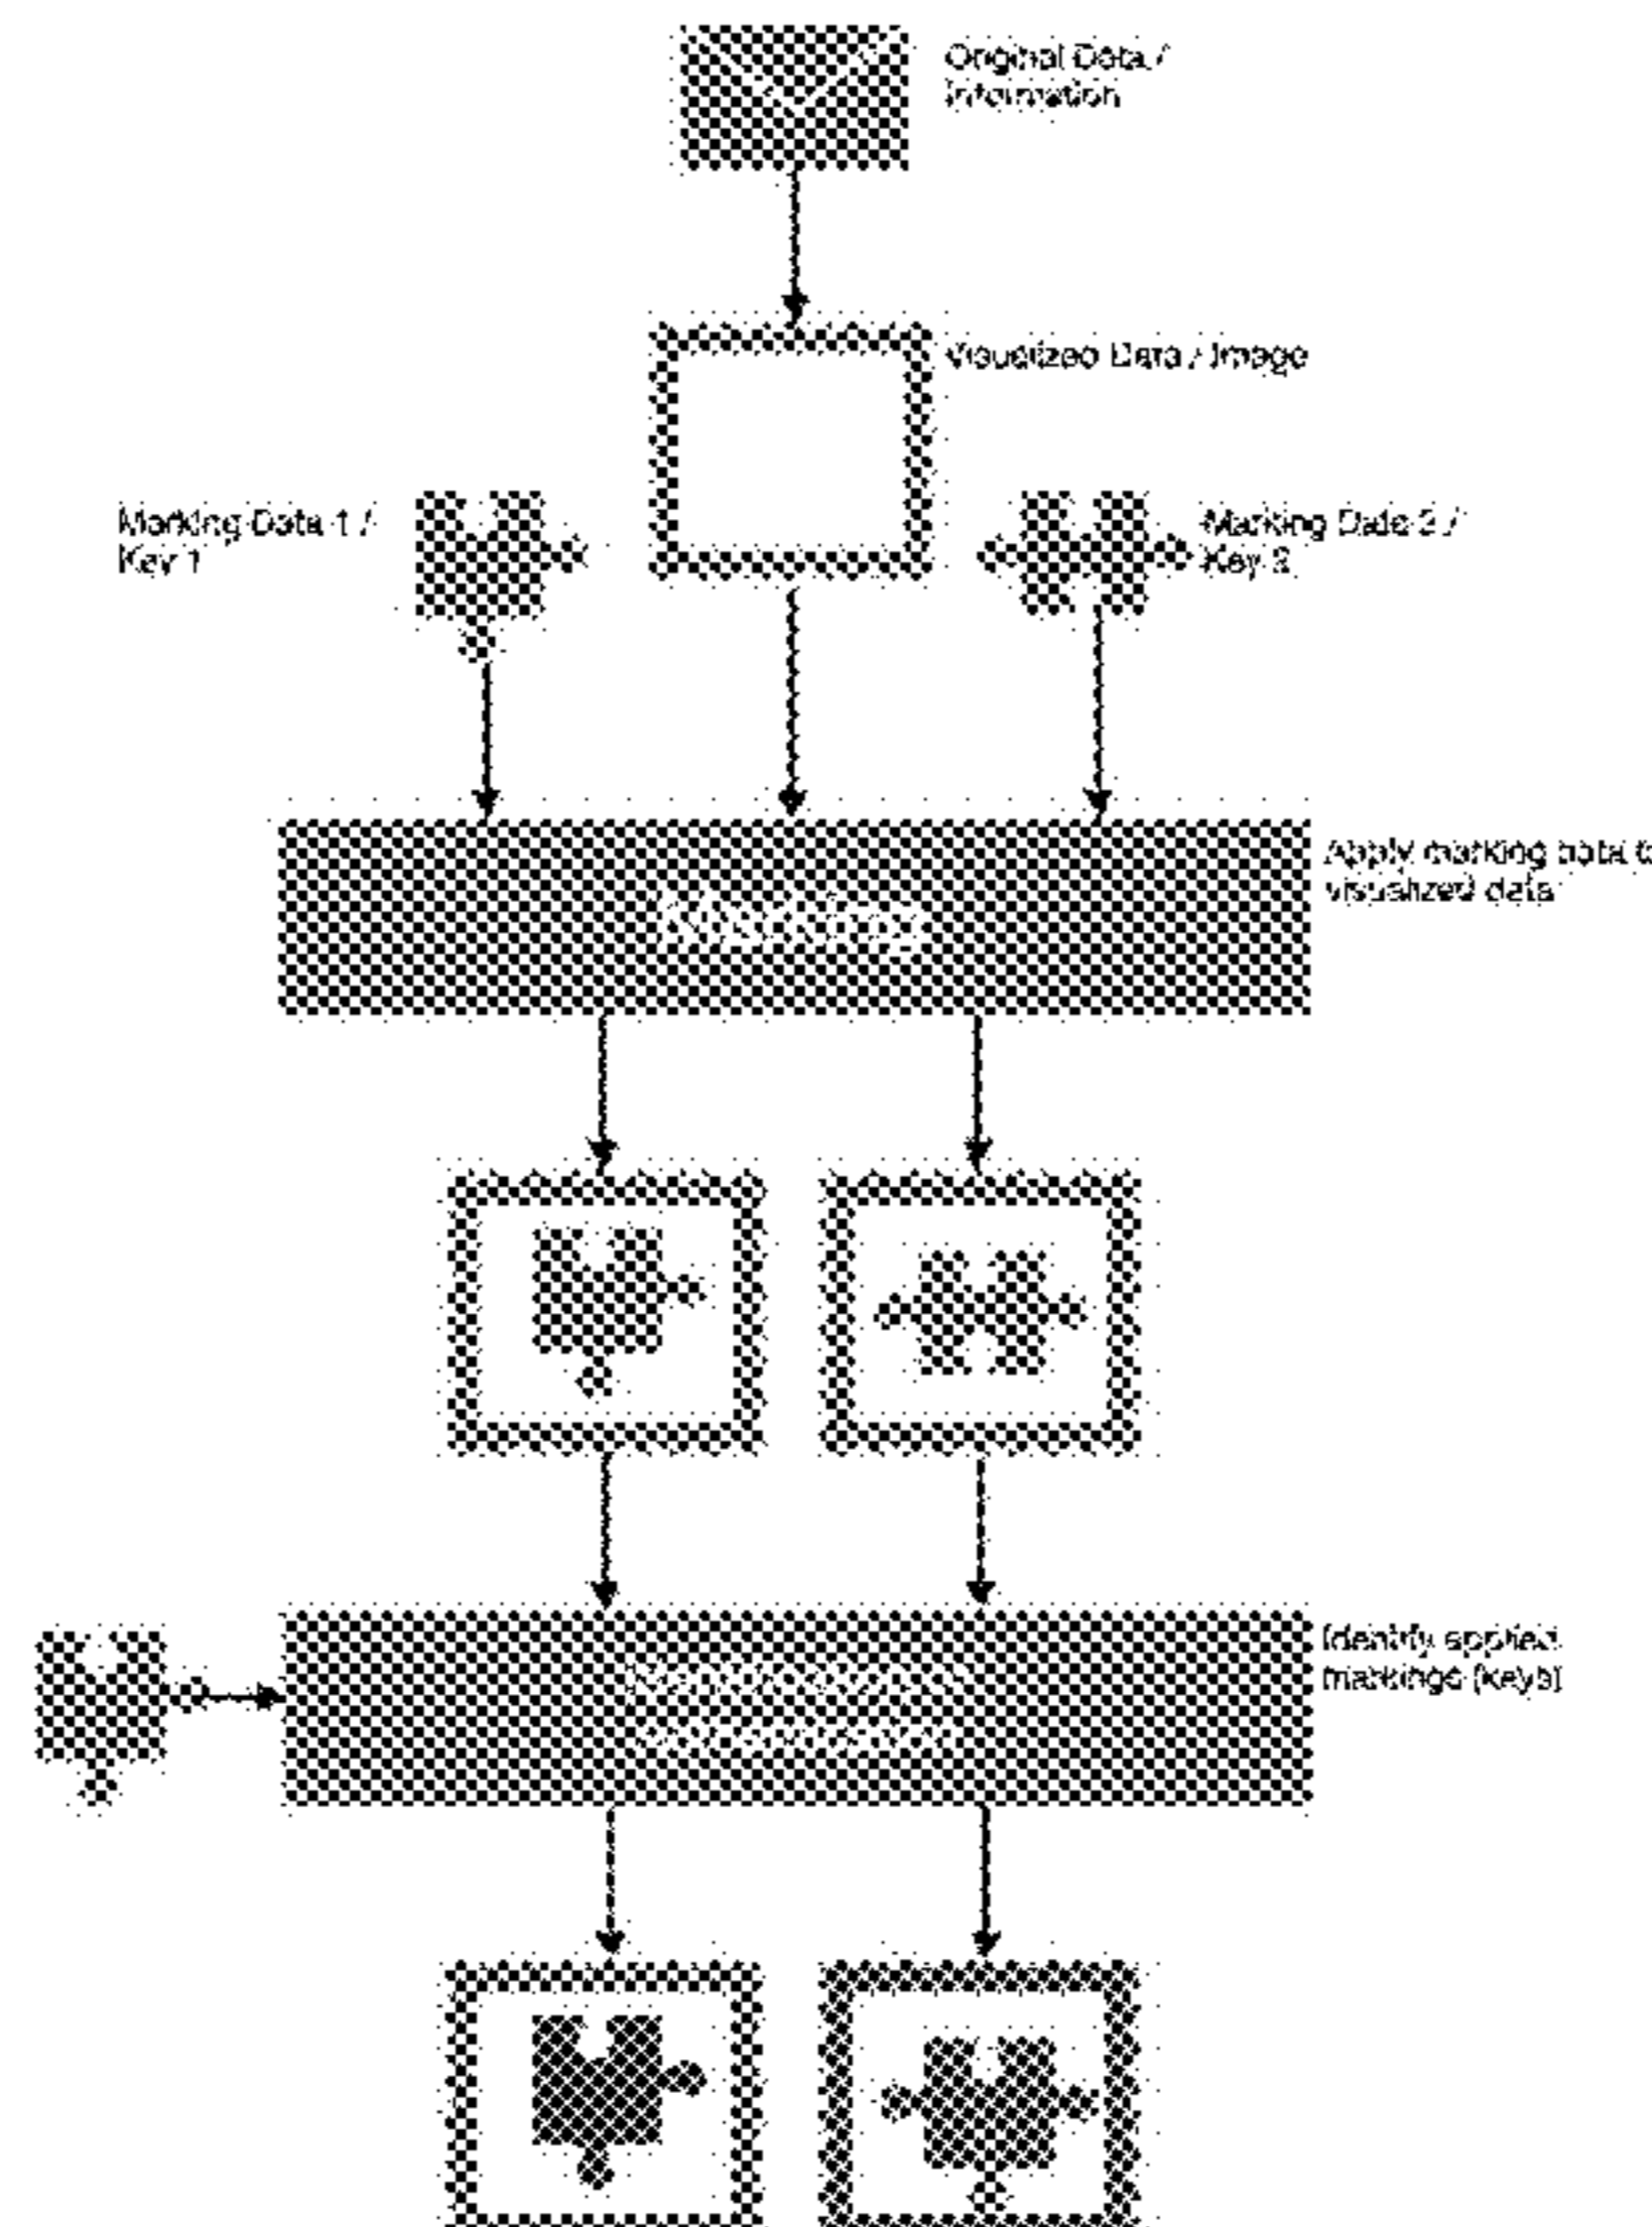 Original Data /
Information
Visualized Data / Image
Marking Data 1 /
Key 1
Marking Data 2 /
Key 2
Apply marking data to
visualized data
Marking
Identify applied
markings (keys)